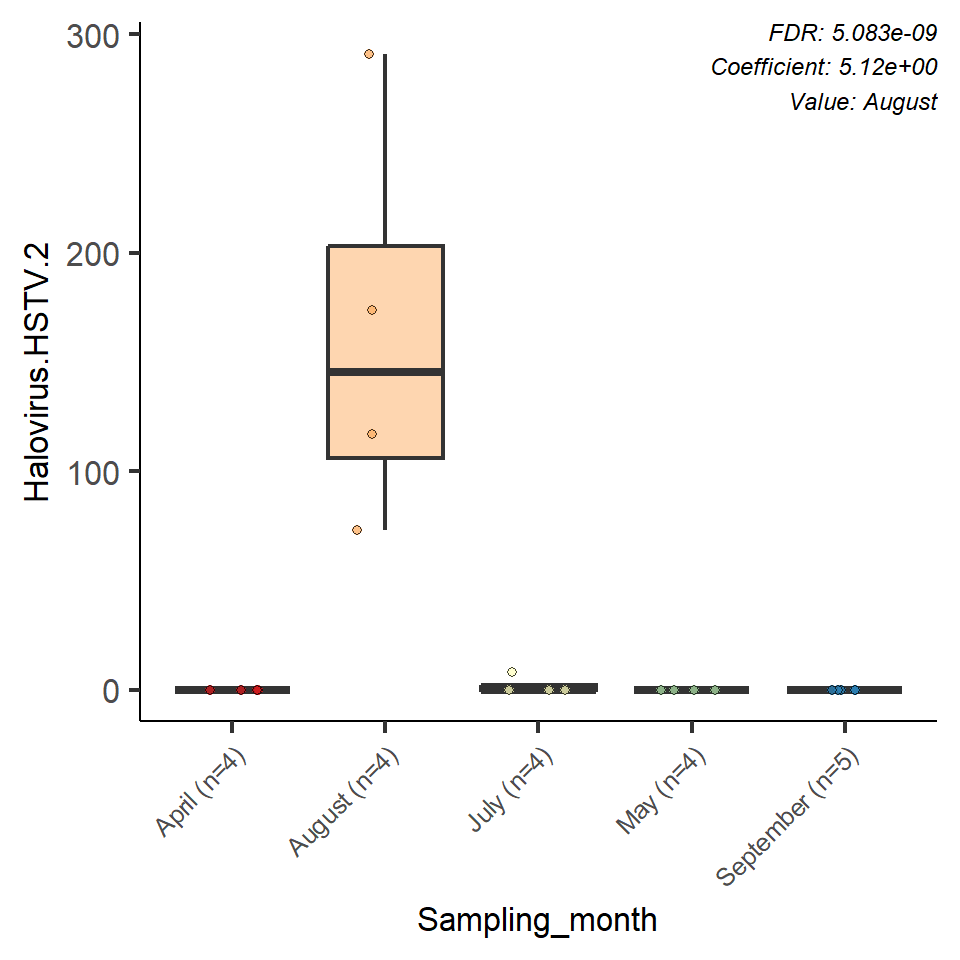 FDR: 5.083e-09
Coefficient: 5.12e+00
Value: August
Halovirus.HSTV.2
300
200
100
0
April (n=4)
August (n=4)
July (n=4)
May (n=4)
September (n=5)
Sampling_month